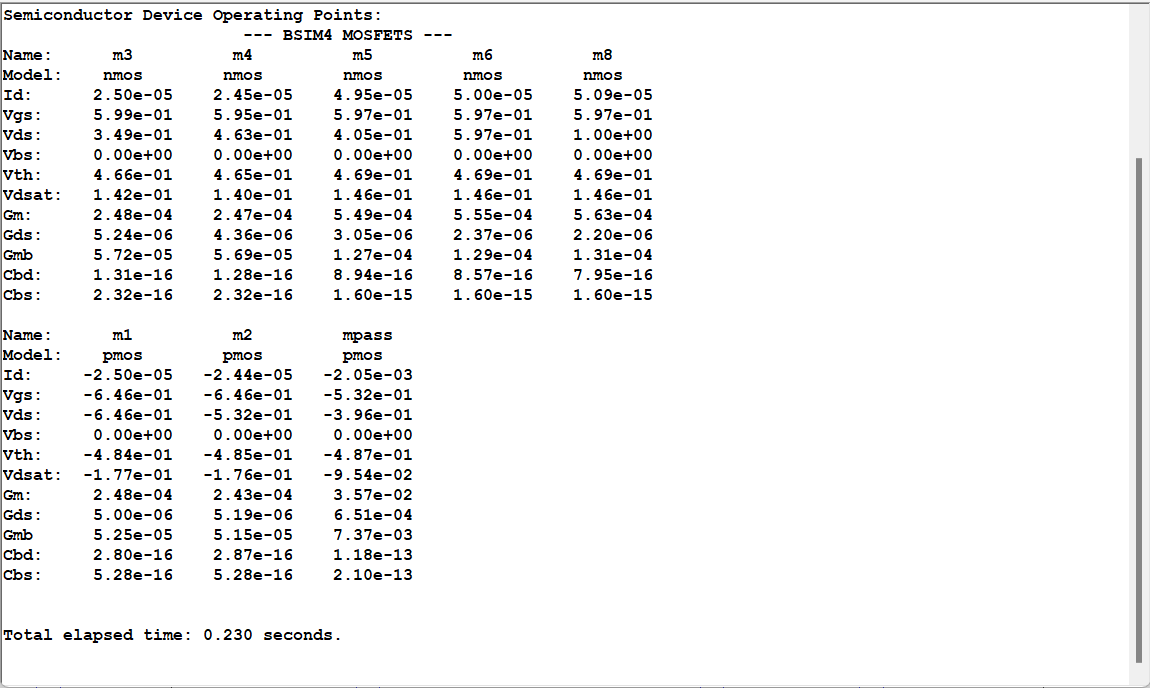 Semiconductor Device Operating Points:
--- BSIM4 MOSFETS ---
Name: m3 m4 m5 m6 m8
Model: nmos nmos nmos nmos nmos
Id: 2.50e-05 2.45e-05 4.95e-05 5.00e-05 5.09e-05
Vgs: 5.99e-01 5.95e-01 5.97e-01 5.97e-01 5.97e-01
Vds: 3.49e-01 4.63e-01 4.05e-01 5.97e-01 1.00e+00
Vbs: 0.00e+00 0.00e+00 0.00e+00 0.00e+00 0.00e+00
Vth: 4.66e-01 4.65e-01 4.69e-01 4.69e-01 4.69e-01
Vdsat: 1.42e-01 1.40e-01 1.46e-01 1.46e-01 1.46e-01
Gm: 2.48e-04 2.47e-04 5.49e-04 5.55e-04 5.63e-04
Gds: 5.24e-06 4.36e-06 3.05e-06 2.37e-06 2.20e-06
Gmb 5.72e-05 5.69e-05 1.27e-04 1.29e-04 1.31e-04
Cbd: 1.31e-16 1.28e-16 8.94e-16 8.57e-16 7.95e-16
Cbs: 2.32e-16 2.32e-16 1.60e-15 1.60e-15 1.60e-15
Name: m1 m2 mpass
Model: pmos pmos pmos
Id: -2.50e-05 -2.44e-05 -2.05e-03
Vgs: -6.46e-01 -6.46e-01 -5.32e-01
Vds: -6.46e-01 -5.32e-01 -3.96e-01
Vbs: 0.00e+00 0.00e+00 0.00e+00
Vth: -4.84e-01 -4.85e-01 -4.87e-01
Vdsat: -1.77e-01 -1.76e-01 -9.54e-02
Gm: 2.48e-04 2.43e-04 3.57e-02
Gds: 5.00e-06 5.19e-06 6.51e-04
Gmb 5.25e-05 5.15e-05 7.37e-03
Cbd: 2.80e-16 2.87e-16 1.18e-13
Cbs: 5.28e-16 5.28e-16 2.10e-13
Total elapsed time: 0.230 seconds.